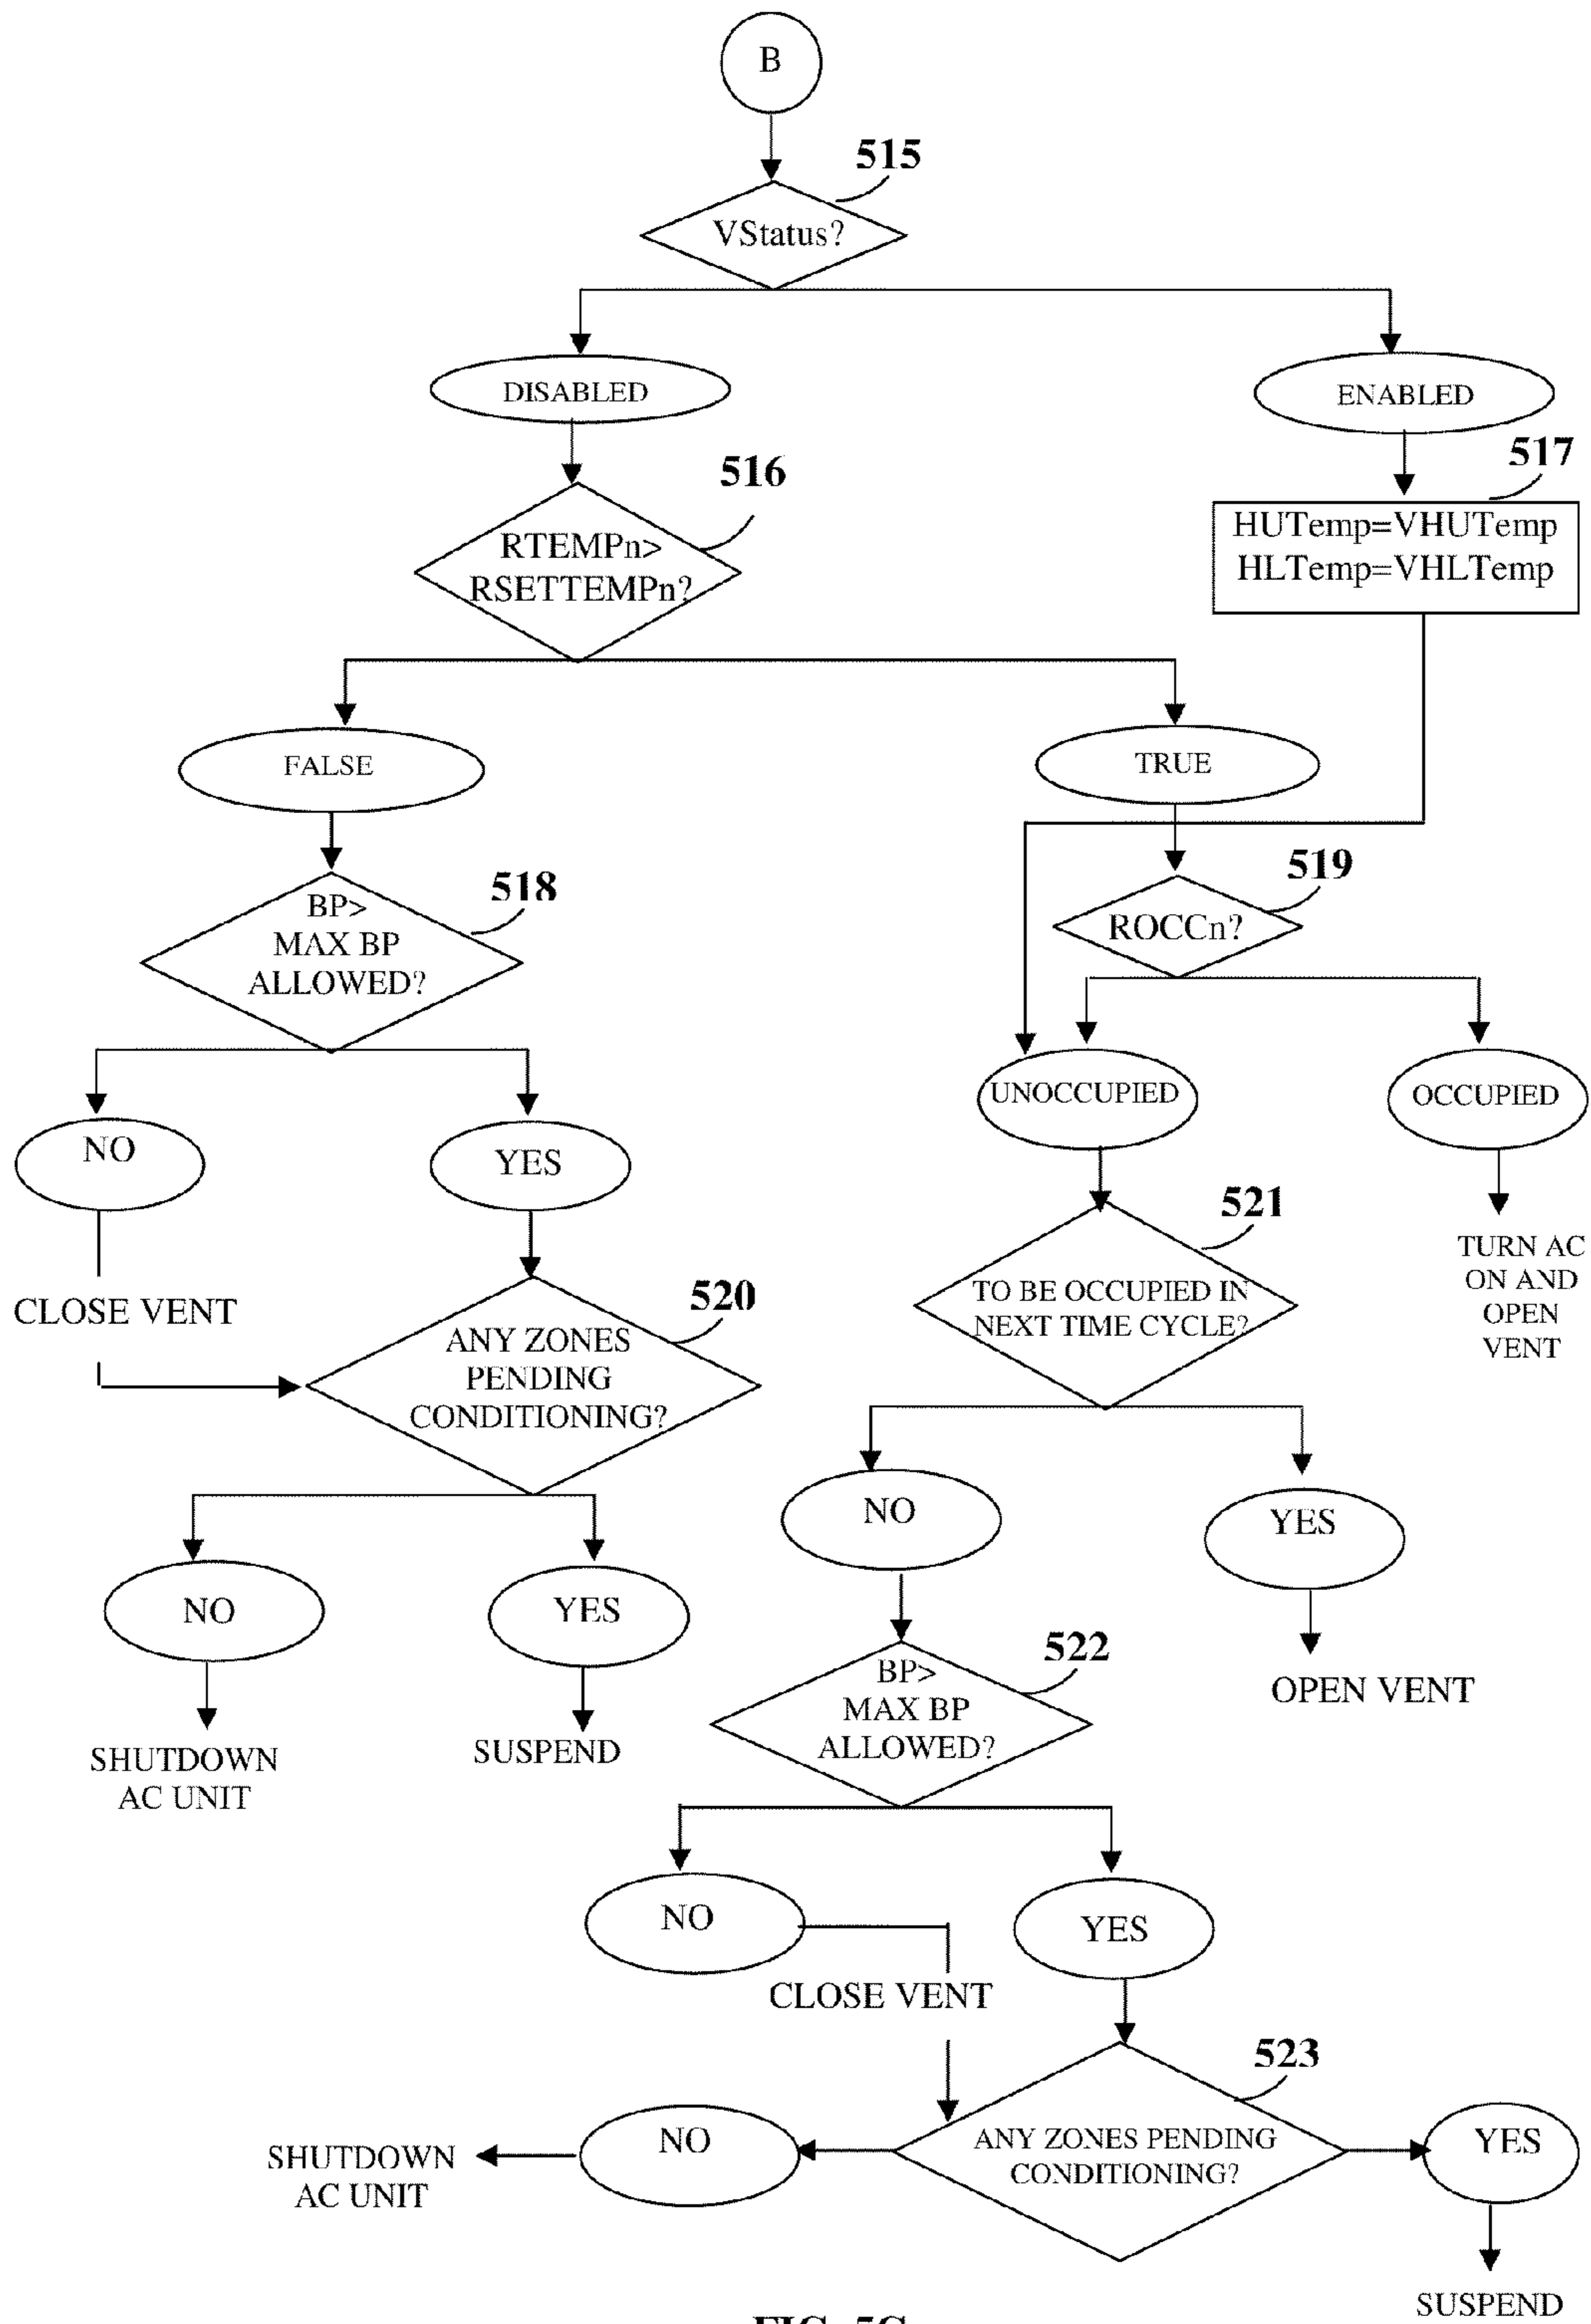 B
515
VStatus?
DISABLED
ENABLED
516
517
RTEMPn>
RSETTEMPn?
HUTemp=VHUTemp
HLTemp=VHLTemp
FALSE
TRUE
518
519
BP>
MAX BP
ALLOWED?
ROCCn?
NO
YES
UNOCCUPIED
OCCUPIED
CLOSE VENT
520
521
ANY ZONES
PENDING
CONDITIONING?
TO BE OCCUPIED IN
NEXT TIME CYCLE?
TURN AC
ON AND
OPEN
VENT
NO
YES
NO
YES
SHUTDOWN
AC UNIT
SUSPEND
522
BP>
MAX BP
ALLOWED?
OPEN VENT
NO
YES
CLOSE VENT
523
SHUTDOWN
AC UNIT
NO
ANY ZONES PENDING
CONDITIONING?
YES
SUSPEND
FIG. 5C